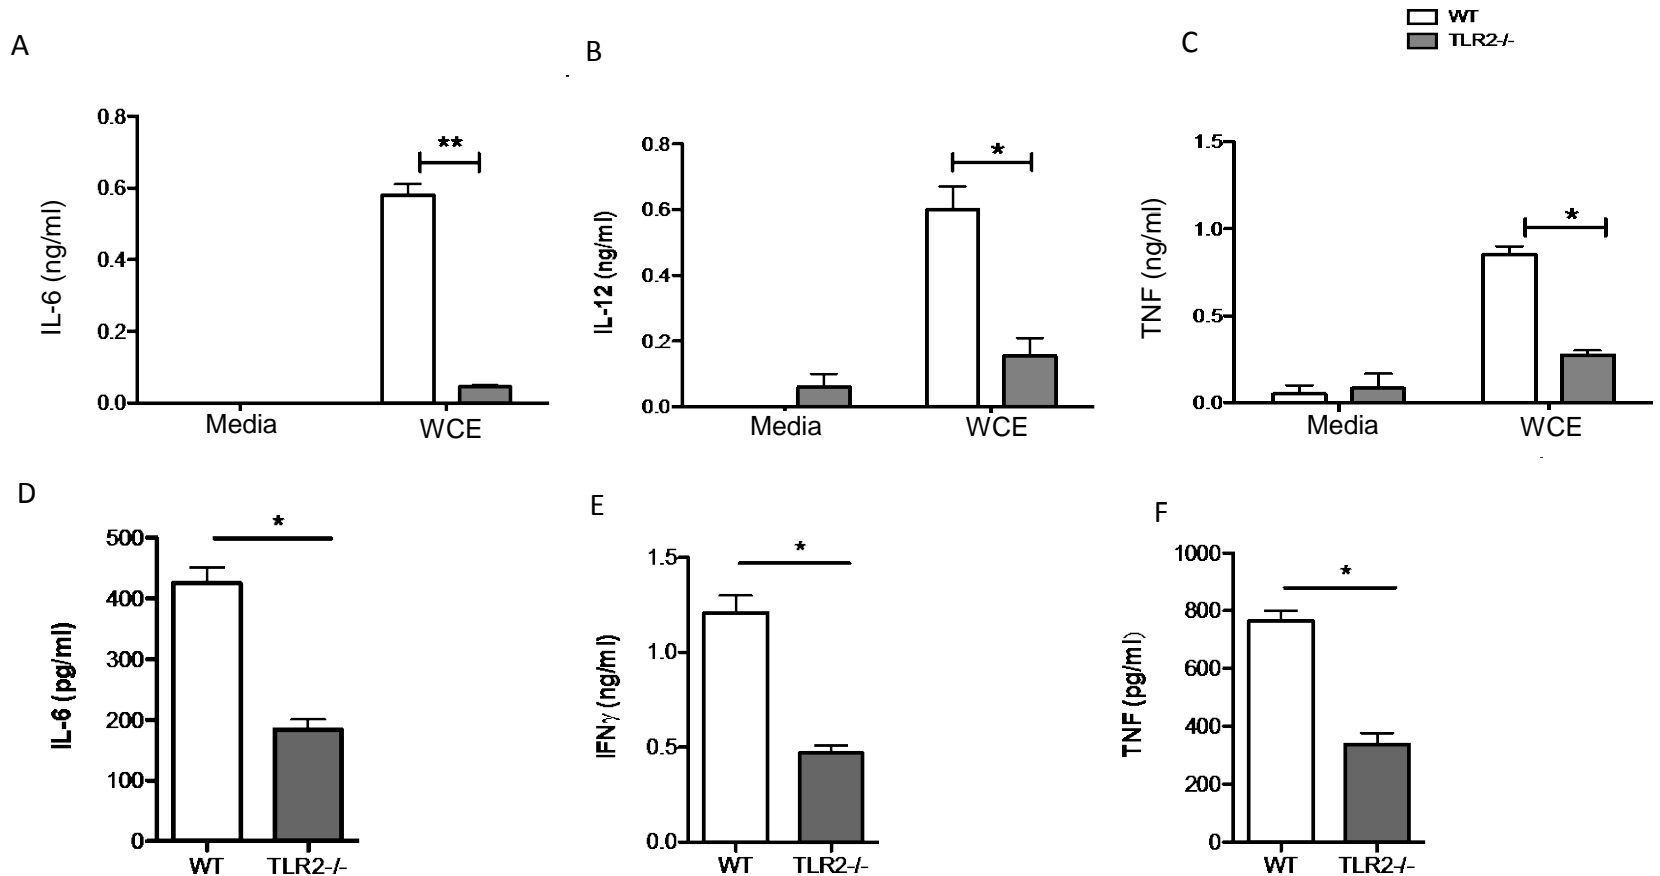 WT
TLR2-/-
A
B
C
IL-6 (ng/ml)
0.8
0.6
0.4
0.2
0.0
**
Media
WCE
IL-12 (ng/ml)
0.8
0.6
0.4
0.2
0.0
*
Media
WCE
TNF (ng/ml)
1.5
1.0
0.5
0.0
*
Media
WCE
D
E
F
IL-6 (pg/ml)
500
400
300
200
100
0
*
WT
TLR2-/-
IFNγ (ng/ml)
1.5
1.0
0.5
0.0
*
WT
TLR2-/-
TNF (pg/ml)
1000
800
600
400
200
0
*
WT
TLR2-/-